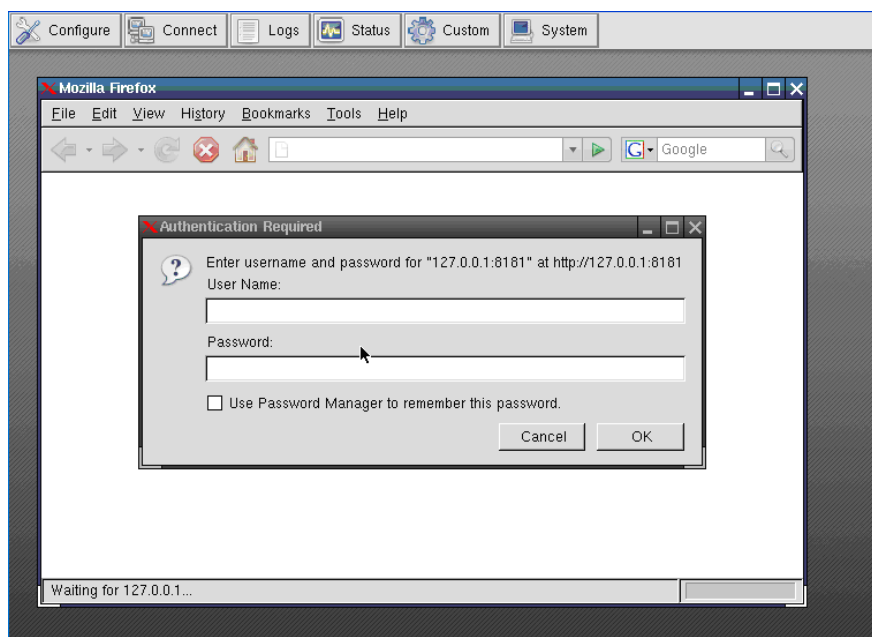 Configure Connect Logs Status Custom System
Mozilla Firefox
File Edit View History Bookmarks Tools Help
G Google
Authentication Required
Enter username and password for "127.0.0.1:8181" at http://127.0.0.1:8181
User Name:
Password:
Use Password Manager to remember this password.
Cancel OK
Waiting for 127.0.0.1...